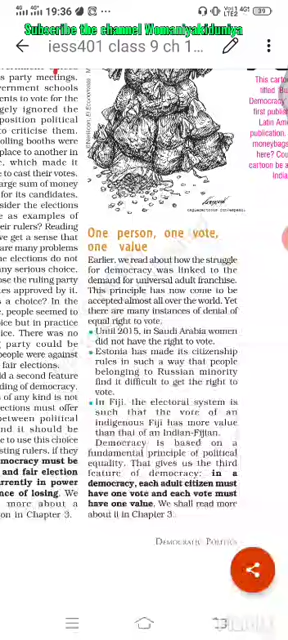 19:36
39
Subscribe the channel Womaniyakiduniya
iess401 class 9 ch 1...
s party meetings.
vernment schools
ents to vote for the
rgely ignored the
position political
to criticise them.
olling booths were
place to another in
e, which made it
e to cast their votes.
arge sum of money
for its candidates.
sider the elections
e as examples of
eir rulers? Reading
we get a sense that
are many problems
e elections do not
ny serious choice.
ose the ruling party
es approved by it.
s a choice? In the
e, people seemed to
ice but in practice
ice. There was no
g party could be
people were against
fair elections.
d a second feature
ding of democracy.
s of any kind is not
ections must offer
between political
nd it should be
e to use this choice
sting rulers, if they
mocracy must be
and fair election
urrently in power
nce of losing. We
more about a
on in Chapter 3.
This carto
titled
Democracy
first publis
Latin Ame
publication.
moneybags
here? Cou
cartoon be a
India
One person, one vote,
one value
Earlier, we read about how the struggle
for democracy was linked to the
demand for universal adult franchise.
This principle has now come to be
accepted almost all over the world. Yet
there are many instances of denial of
equal right to vote.
• Until 2015, in Saudi Arabia women
did not have the right to vote.
• Estonia has made its citizenship
rules in such a way that people
belonging to Russian minority
find it difficult to get the right to
vote.
• In Fiji, the electoral system is
such that the vote of an
indigenous Fiji has more value
than that of an Indian-Fijian.
Democracy is based on a
fundamental principle of political
equality. That gives us the third
feature of democracy: in a
democracy, each adult citizen must
have one vote and each vote must
have one value. We shall read more
about it in Chapter 3.
Democratic Politics